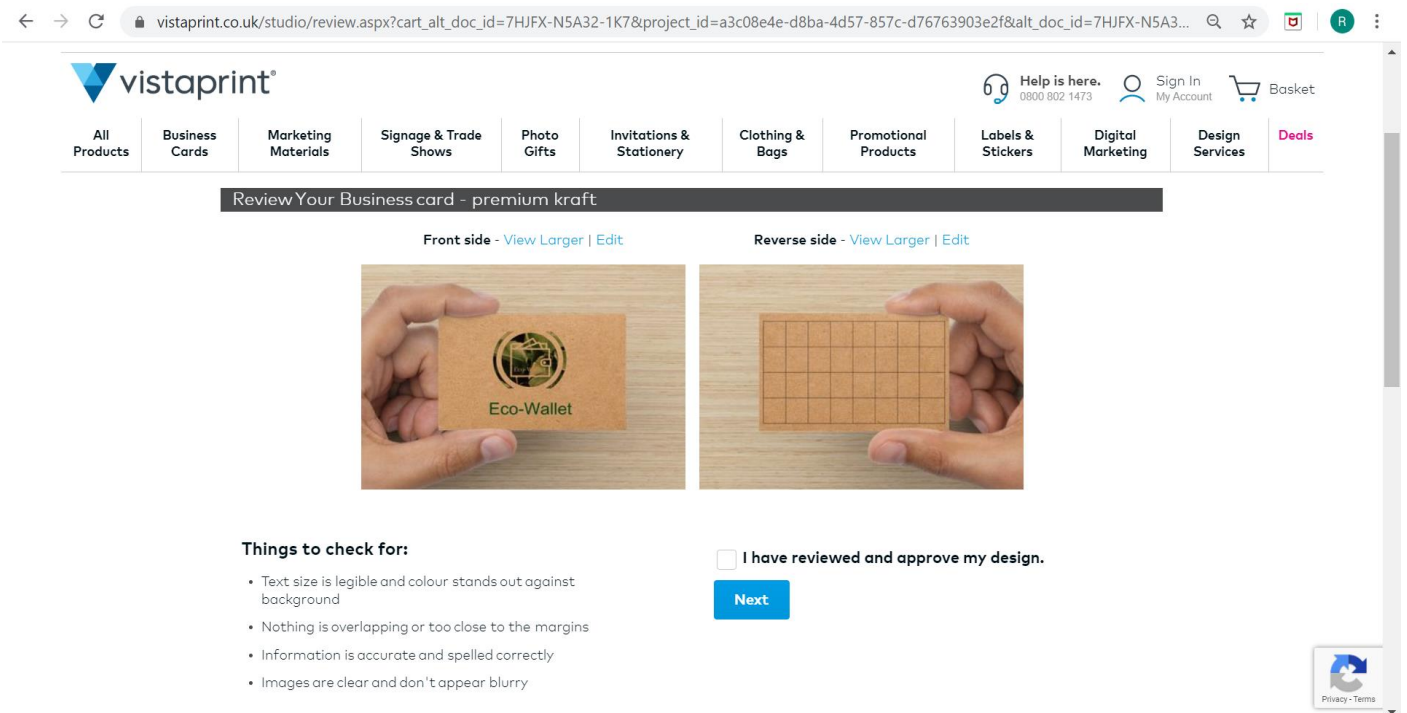 vistaprint.co.uk/studio/review.aspx?cart_alt_doc_id=7HJFX-N5A32-1K7&project_id=a3c08e4e-d8ba-4d57-857c-d76763903e2f&alt_doc_id=7HJFX-N5A3...
R
vistaprint®
Help is here.
0800 802 1473
Sign In
My Account
Basket
All Products
Business Cards
Marketing Materials
Signage & Trade Shows
Photo Gifts
Invitations & Stationery
Clothing & Bags
Promotional Products
Labels & Stickers
Digital Marketing
Design Services
Deals
Review Your Business card - premium kraft
Front side - View Larger | Edit
Reverse side - View Larger | Edit
Eco-Wallet
Things to check for:
• Text size is legible and colour stands out against
background
• Nothing is overlapping or too close to the margins
• Information is accurate and spelled correctly
• Images are clear and don't appear blurry
I have reviewed and approve my design.
Next
Privacy - Terms